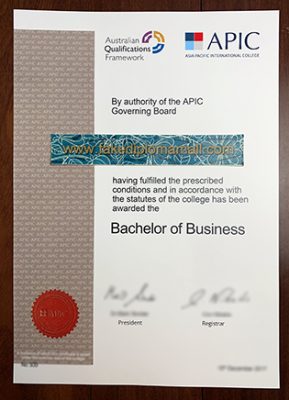 Australian
Qualifications
Framework
APIC
ASIA PACIFIC INTERNATIONAL COLLEGE
By authority of the APIC
Governing Board
www.fakediplomamall.com
having fulfilled the prescribed
conditions and in accordance with
the statutes of the college has been
awarded the
Bachelor of Business
President
Registrar
APIC